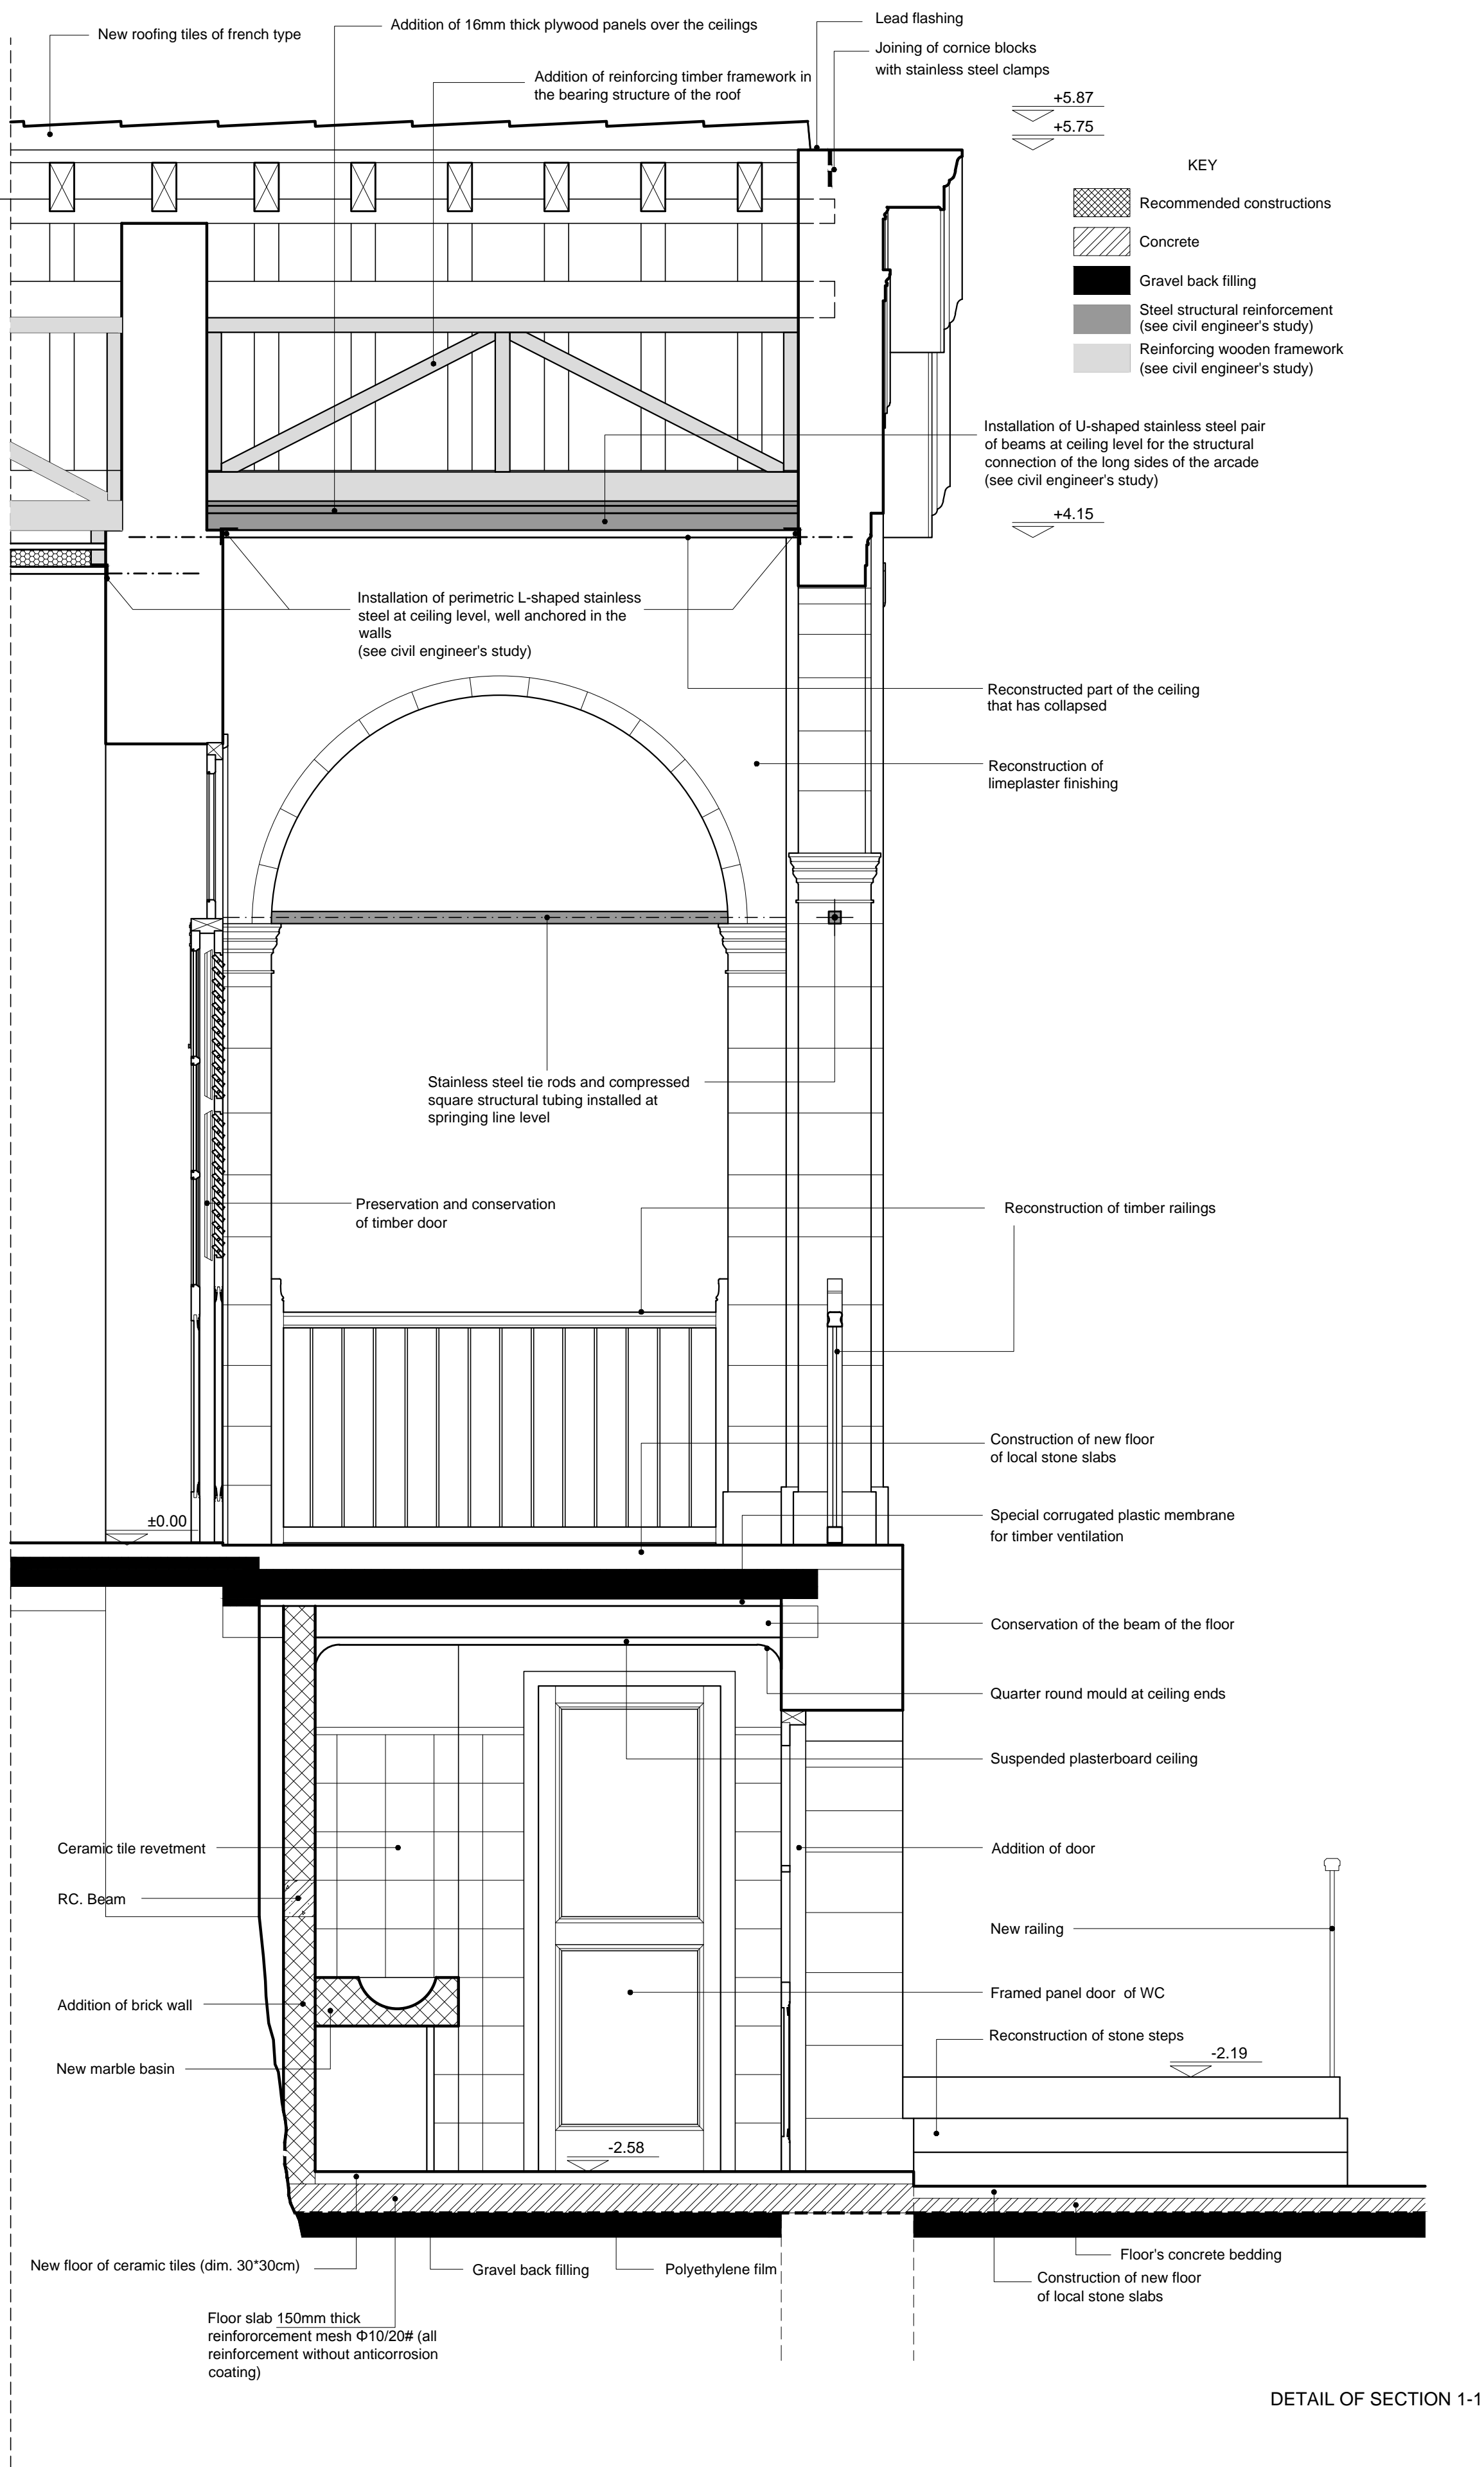 New roofing tiles of french type
Addition of 16mm thick plywood panels over the ceilings
Lead flashing
Joining of cornice blocks
with stainless steel clamps
Addition of reinforcing timber framework in
the bearing structure of the roof
+5.87
+5.75
KEY
Recommended constructions
Concrete
Gravel back filling
Steel structural reinforcement
(see civil engineer's study)
Reinforcing wooden framework
(see civil engineer's study)
Installation of U-shaped stainless steel pair
of beams at ceiling level for the structural
connection of the long sides of the arcade
(see civil engineer's study)
+4.15
Installation of perimetric L-shaped stainless
steel at ceiling level, well anchored in the
walls
(see civil engineer's study)
Reconstructed part of the ceiling
that has collapsed
Reconstruction of
limeplaster finishing
Stainless steel tie rods and compressed
square structural tubing installed at
springing line level
Preservation and conservation
of timber door
Reconstruction of timber railings
Construction of new floor
of local stone slabs
±0.00
Special corrugated plastic membrane
for timber ventilation
Conservation of the beam of the floor
Quarter round mould at ceiling ends
Suspended plasterboard ceiling
Ceramic tile revetment
Addition of door
RC. Beam
New railing
Addition of brick wall
Framed panel door of WC
Reconstruction of stone steps
-2.19
New marble basin
-2.58
New floor of ceramic tiles (dim. 30*30cm)
Gravel back filling
Polyethylene film
Floor's concrete bedding
Construction of new floor
of local stone slabs
Floor slab 150mm thick
reinfororcement mesh Φ10/20# (all
reinforcement without anticorrosion
coating)
DETAIL OF SECTION 1-1